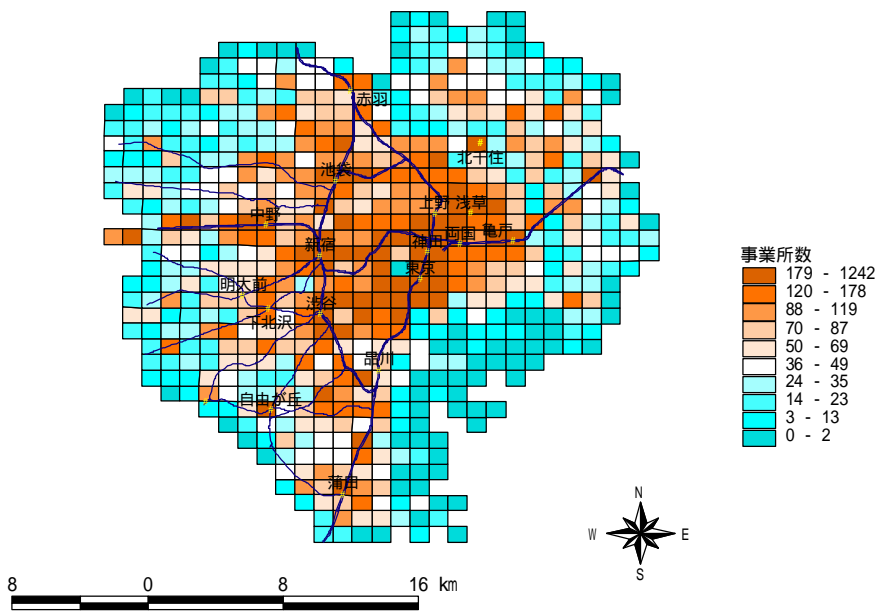 赤羽
北千住
池袋
上野 浅草
中野
両国 亀戸
新宿
神田
東京
明大前
渋谷
下北沢
品川
自由が丘
蒲田
事業所数
179 - 1242
120 - 178
88 - 119
70 - 87
50 - 69
36 - 49
24 - 35
14 - 23
3 - 13
0 - 2
N
W
E
S
8 0 8 16 km